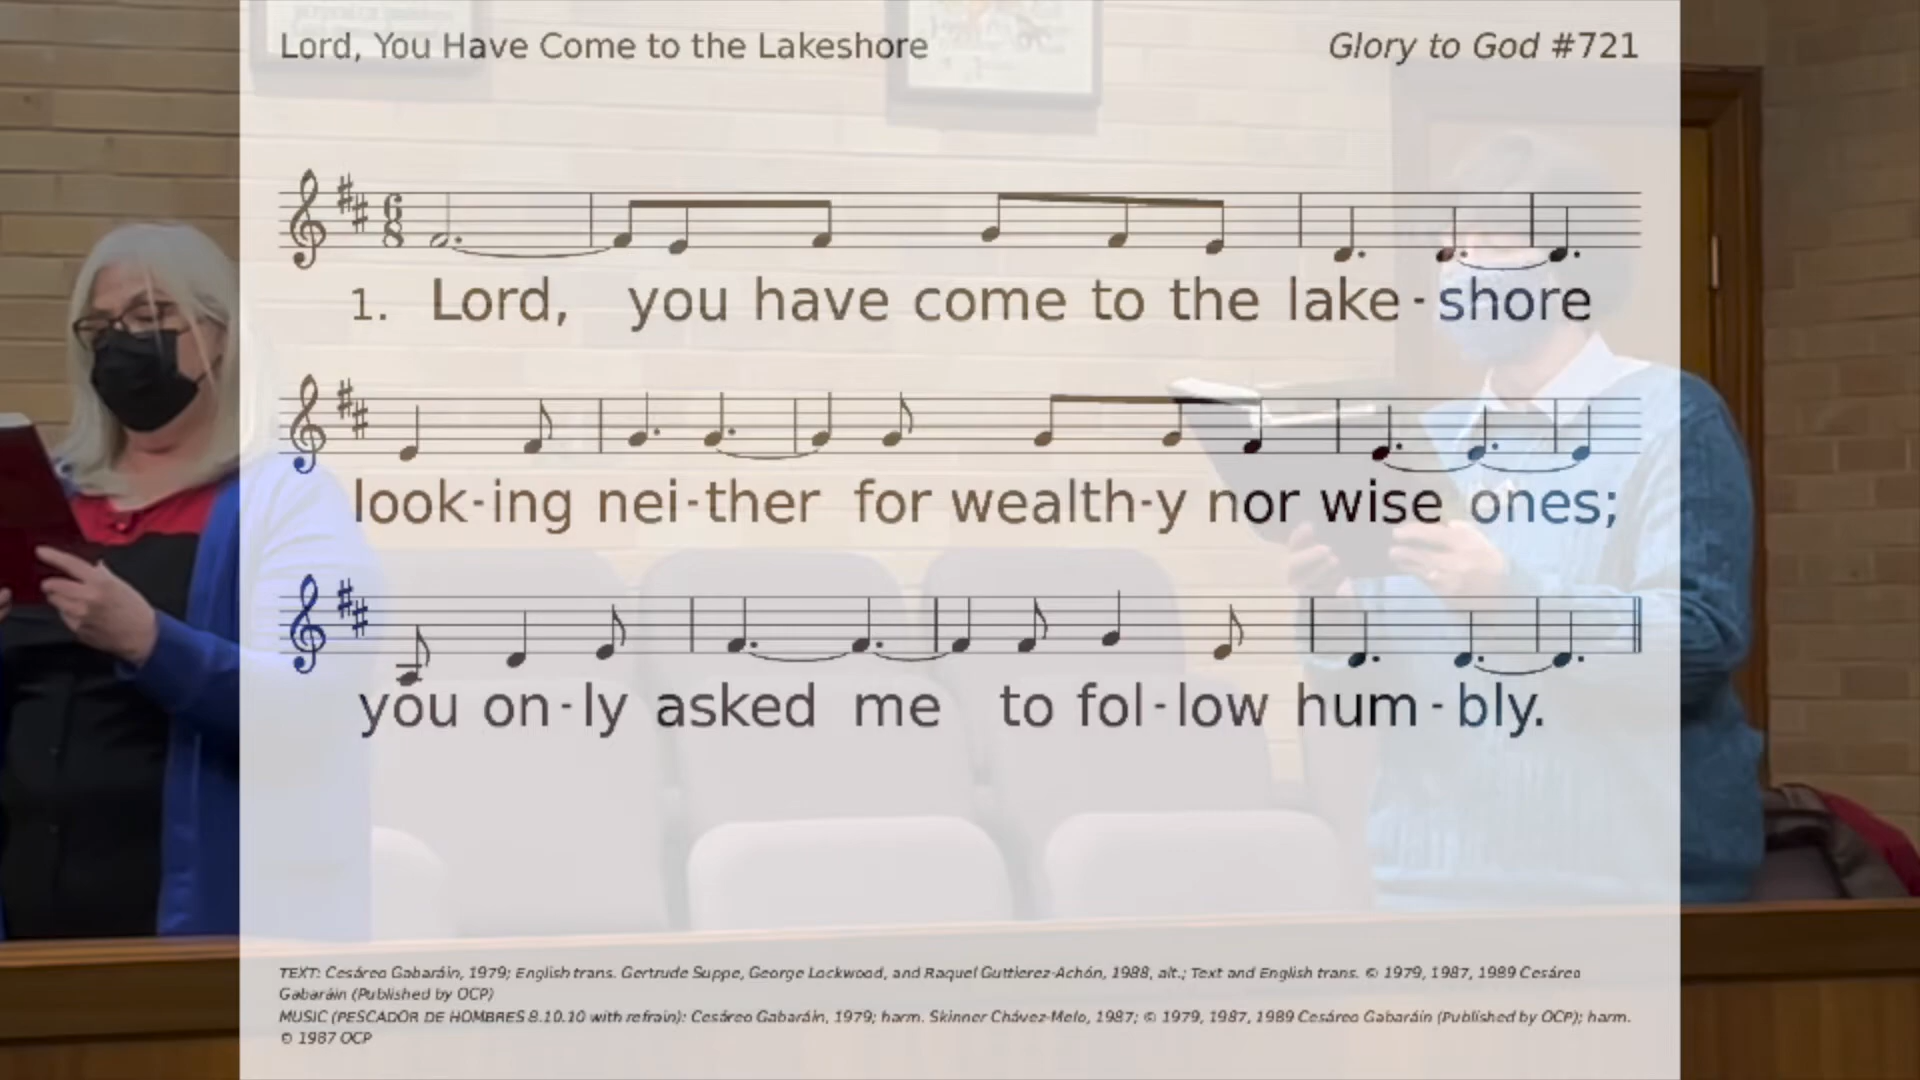 Lord, You Have Come to the Lakeshore
Glory to God #721
6
8
1. Lord, you have come to the lake-shore
look-ing nei-ther for wealth-y nor wise ones;
you on-ly asked me to fol-low hum-bly.
TEXT: Cesáreo Gabaráin, 1979; English trans. Gertrude Suppe, George Lockwood, and Raquel Guttierez-Achón, 1988, alt.; Text and English trans. © 1979, 1987, 1989 Cesáreo
Gabaráin (Published by OCP)
MUSIC (PESCADOR DE HOMBRES 8.10.10 with refrain): Cesáreo Gabaráin, 1979; harm. Skinner Chávez-Melo, 1987; © 1979, 1987, 1989 Cesáreo Gabaráin (Published by OCP); harm.
© 1987 OCP